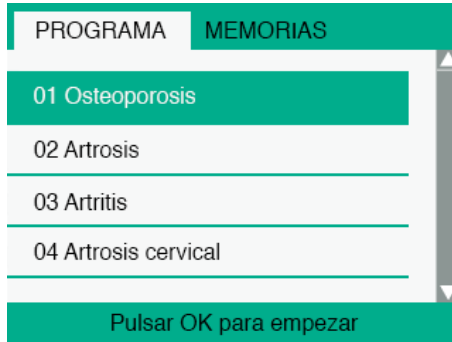 PROGRAMA MEMORIAS
01 Osteoporosis
02 Artrosis
03 Artritis
04 Artrosis cervical
Pulsar OK para empezar